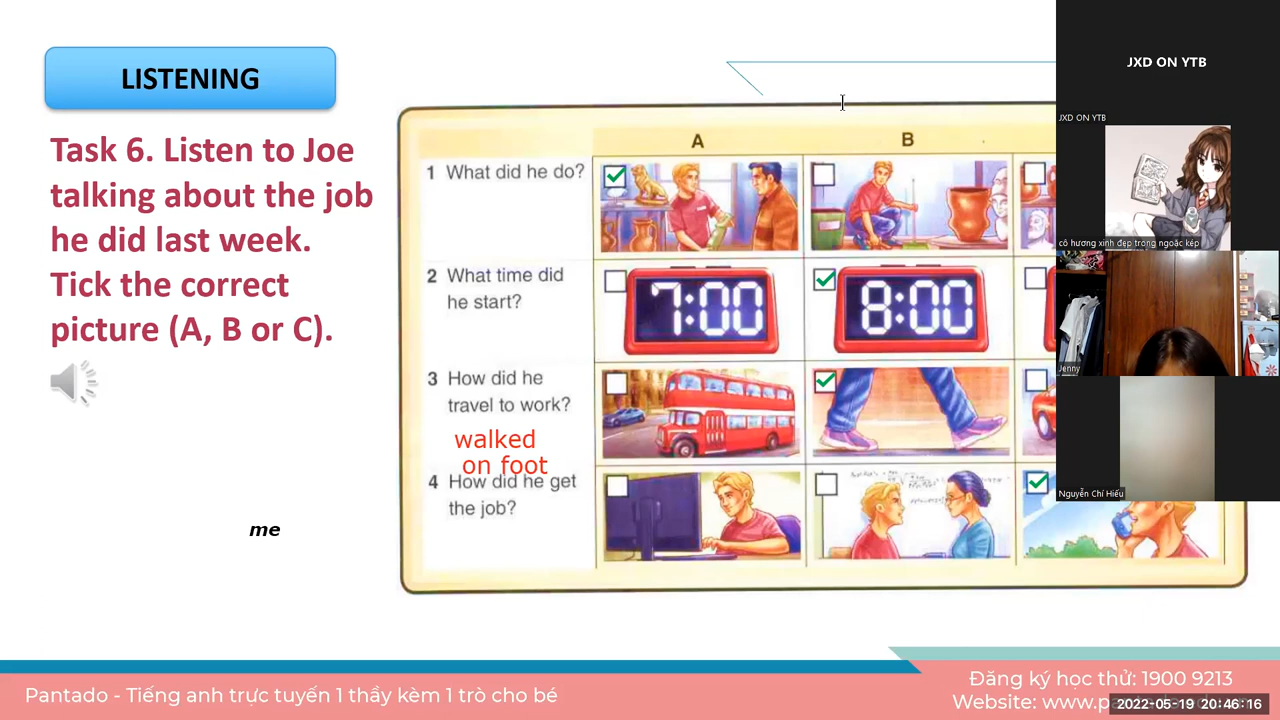 LISTENING
Task 6. Listen to Joe
talking about the job
he did last week.
Tick the correct
picture (A, B or C).
me
A
B
1 What did he do?
2 What time did
he start?
7:00
8:00
3 How did he
travel to work?
walked
on foot
4 How did he get
the job?
JXD ON YTB
JXD ON YTB
cô hương xinh đẹp trong ngoặc kép
Jenny
Nguyễn Chí Hiếu
Pantado - Tiếng anh trực tuyến 1 thầy kèm 1 trò cho bé
Đăng ký học thử: 1900 9213
Website:
2022-05-19 20:46:16